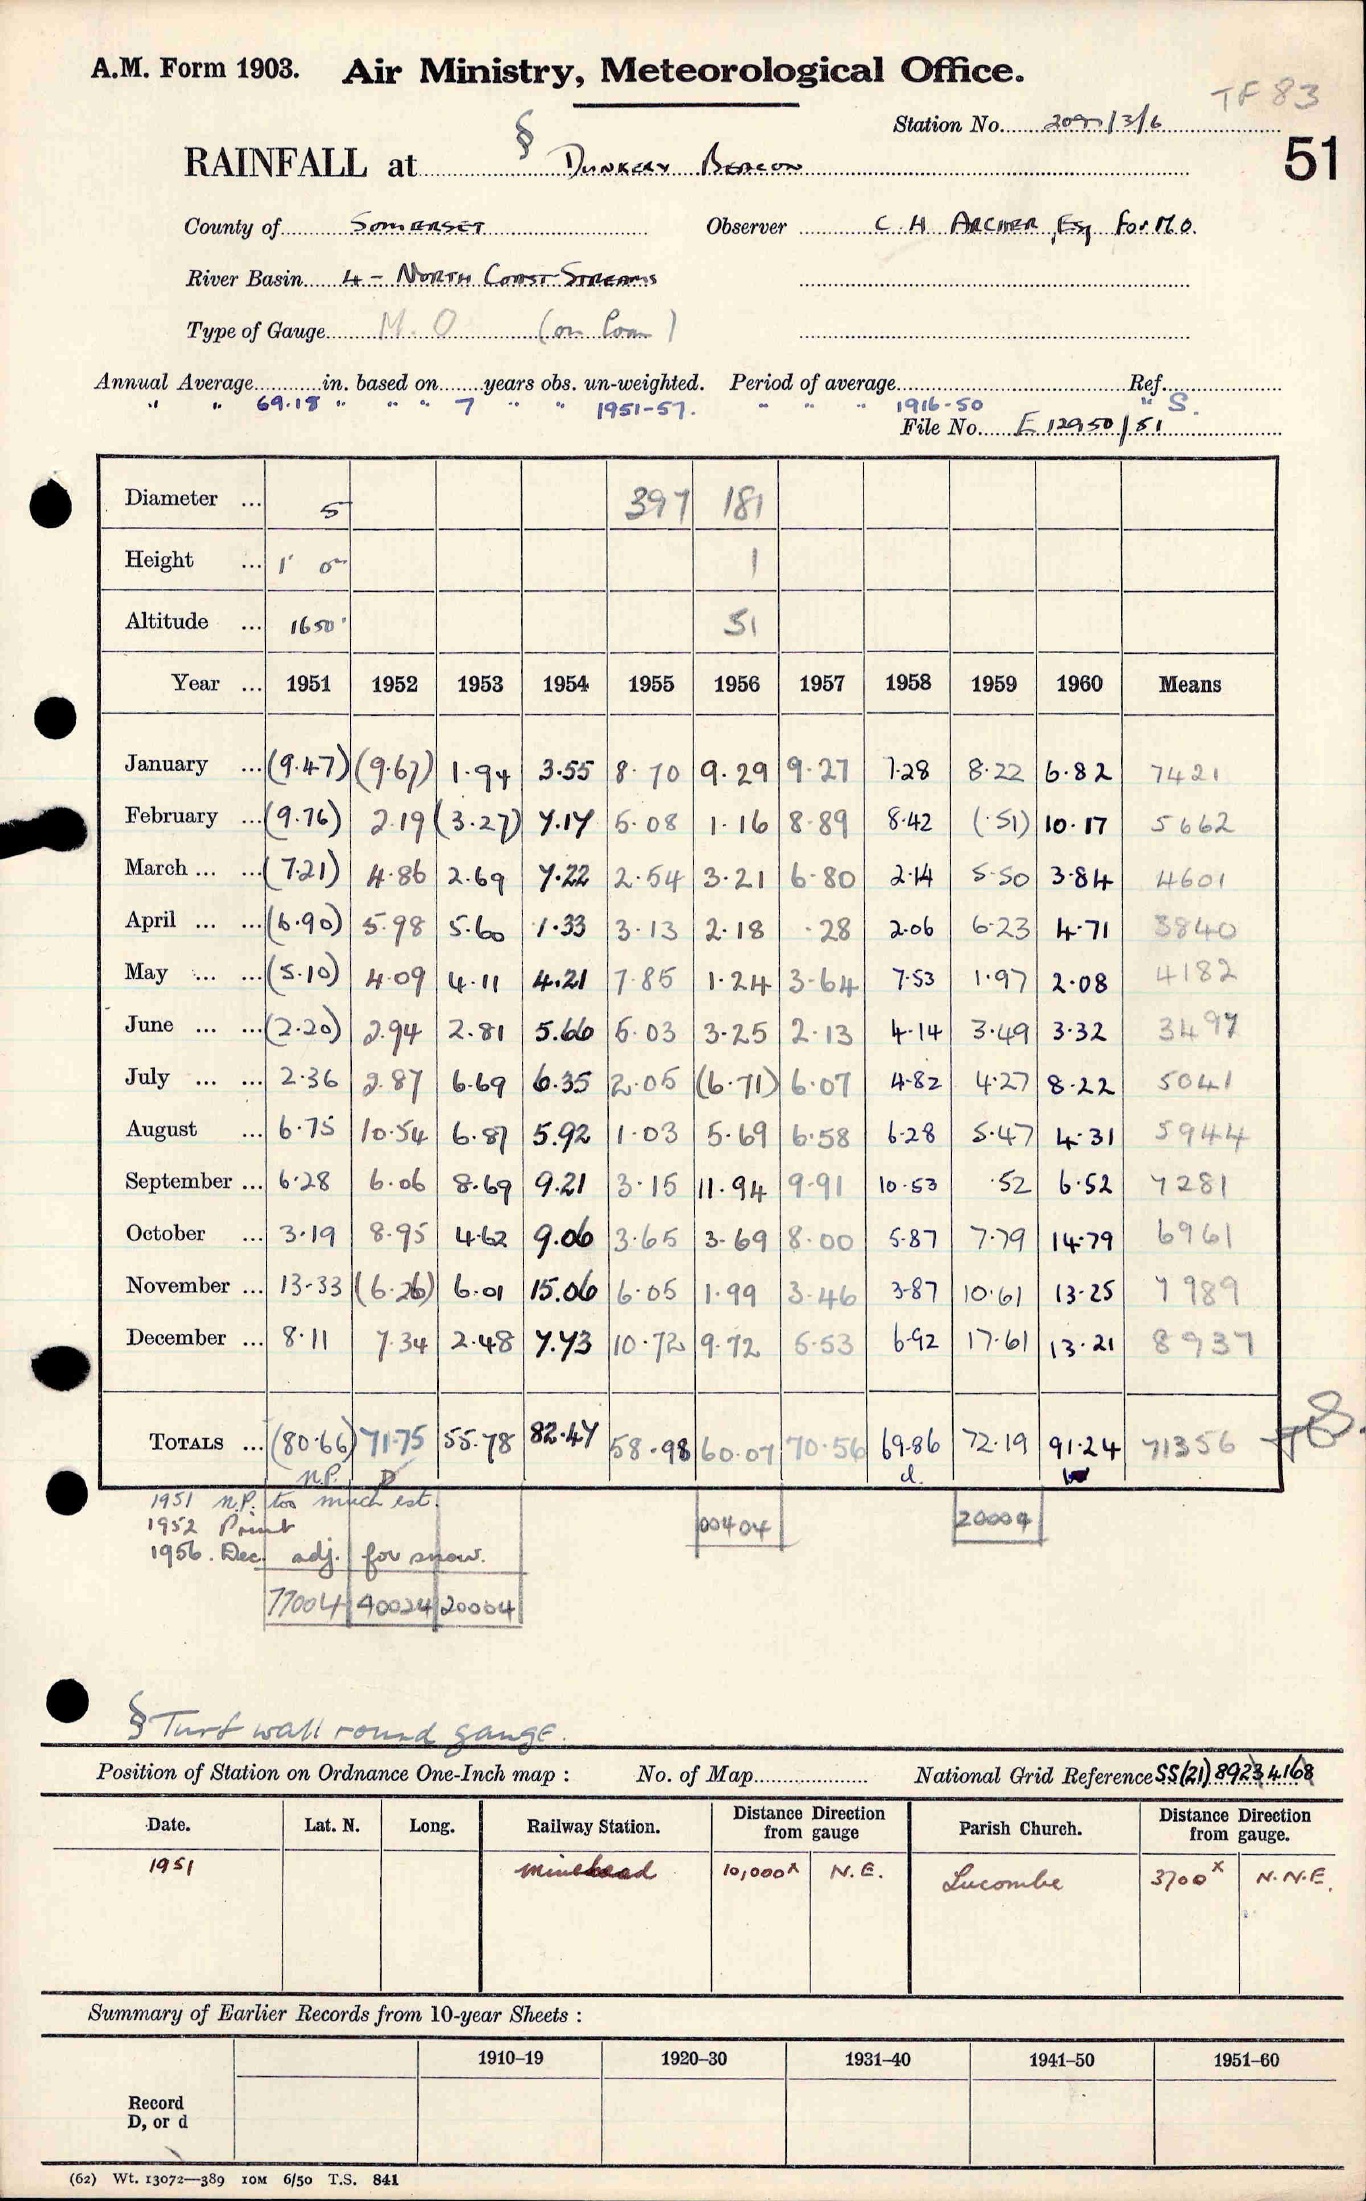 A.M. Form 1903. Air Ministry, Meteorological Office.
TF 83
Station No. /3/6
51
RAINFALL at § Dunkery Beacon
County of Somerset Observer C H Archer, Esq for M.O.
River Basin 4 - North Coast Streams
Type of Gauge M.O (on loan)
Annual Average in. based on years obs. un-weighted. Period of average Ref.
" " 69.18 " " " 7 " " 1951-57. " " " 1916-50 " S.
File No. E 12950/51
Diameter ... 5 397 181
Height ... 1' 0" 1
Altitude ... 1650' 51
Year ... 1951 1952 1953 1954 1955 1956 1957 1958 1959 1960 Means
January ... (9.47) (9.67) 1.94 3.55 8.70 9.29 9.27 7.28 8.22 6.82 7421
February ... (9.76) 2.19 (3.27) 7.17 5.08 1.16 8.89 8.42 (.51) 10.17 5662
March ... ... (7.21) 4.86 2.69 7.22 2.54 3.21 6.80 2.14 5.50 3.84 4601
April ... ... (6.90) 5.98 5.60 1.33 3.13 2.18 .28 2.06 6.23 4.71 3840
May ... ... (5.10) 4.09 4.11 4.21 7.85 1.24 3.64 7.53 1.97 2.08 4182
June ... ... (2.20) 2.94 2.81 5.66 5.03 3.25 2.13 4.14 3.49 3.32 3497
July ... ... 2.36 2.87 6.69 6.35 2.05 (6.71) 6.07 4.82 4.27 8.22 5041
August ... 6.75 10.54 6.87 5.92 1.03 5.69 6.58 6.28 5.47 4.31 5944
September ... 6.28 6.06 8.69 9.21 3.15 11.94 9.91 10.53 .52 6.52 7281
October ... 3.19 8.95 4.62 9.06 3.65 3.69 8.00 5.87 7.79 14.79 6961
November ... 13.33 (6.26) 6.01 15.06 6.05 1.99 3.46 3.87 10.61 13.25 7989
December ... 8.11 7.34 2.48 7.73 10.72 9.72 5.53 6.92 17.61 13.21 8937
Totals ... (80.66) 71.75 55.78 82.47 58.98 60.07 70.56 69.86 72.19 91.24 71356
n.P. D d.
1951 n.P. too much est.
1952 Print
1956. Dec. adj. for snow.
00404 20004
77004 40024 20004
§ Turf wall round gauge.
Position of Station on Ordnance One-Inch map : No. of Map National Grid Reference SS(21) 8923 4168
Date. Lat. N. Long. Railway Station. Distance Direction from gauge Parish Church. Distance Direction from gauge.
1951 Minehead 10,000x N.E. Lucombe 3700x N.N.E.
Summary of Earlier Records from 10-year Sheets :
1910–19 1920–30 1931–40 1941–50 1951–60
Record
D, or d
(62) Wt. 13072—389 10M 6/50 T.S. 841